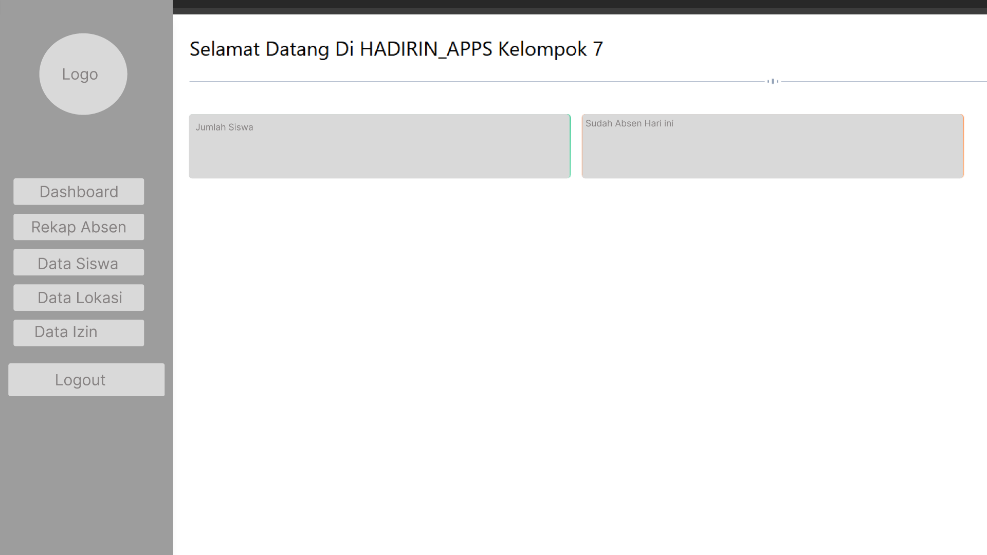 Logo
Dashboard
Rekap Absen
Data Siswa
Data Lokasi
Data Izin
Logout
Selamat Datang Di HADIRIN_APPS Kelompok 7
Jumlah Siswa
Sudah Absen Hari ini